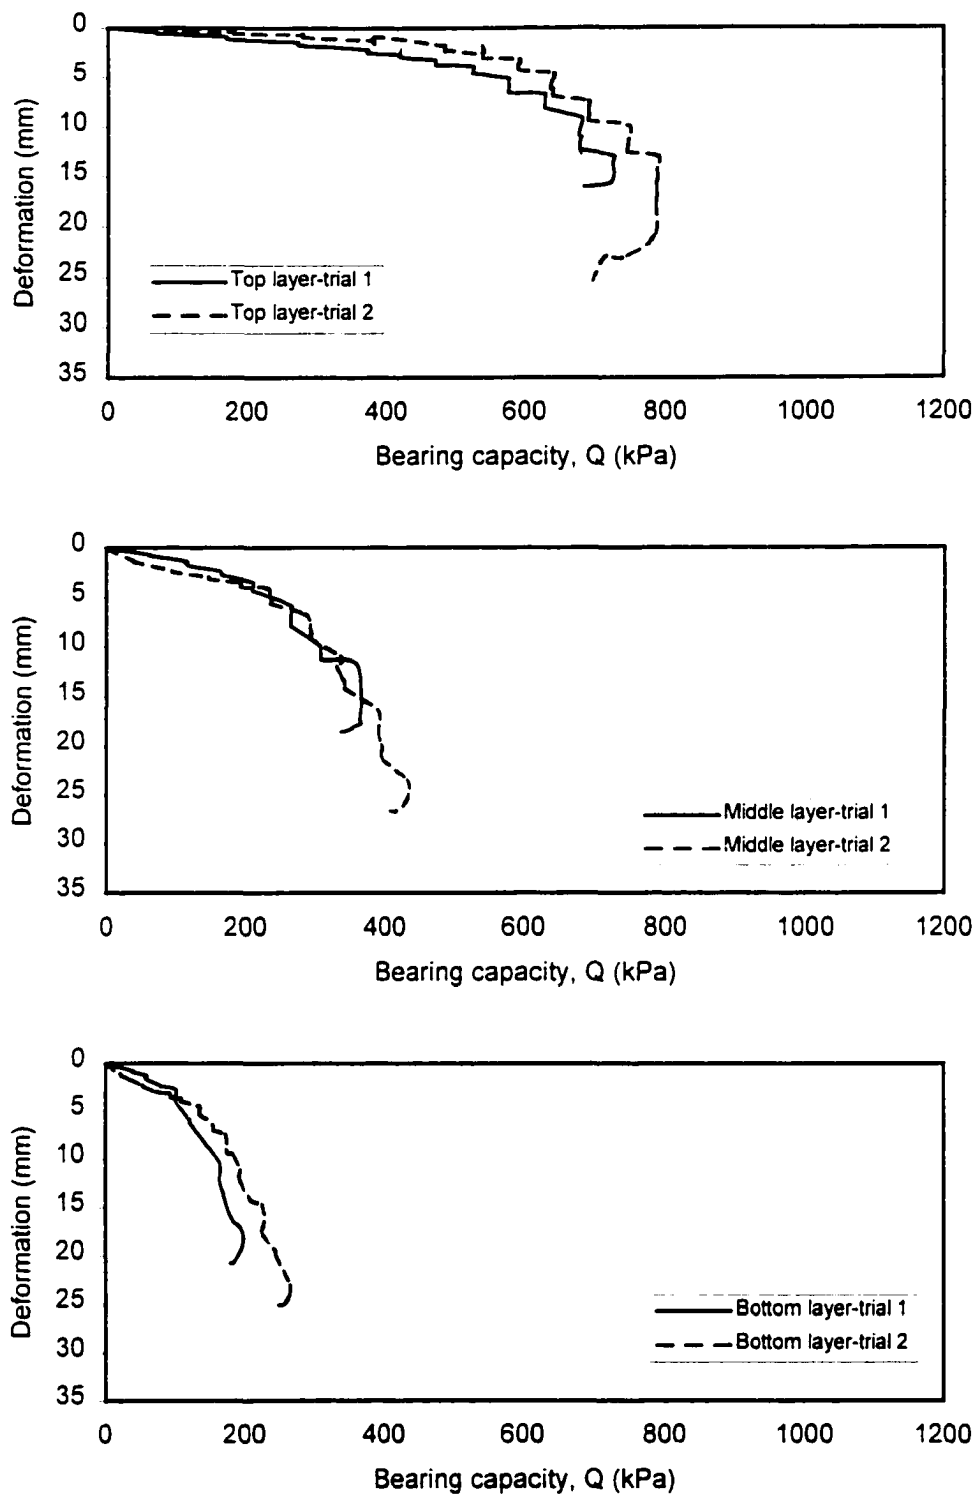 0
5
10
15
20
25
30
35
Deformation (mm)
Top layer-trial 1
Top layer-trial 2
0 200 400 600 800 1000 1200
Bearing capacity, Q (kPa)
0
5
10
15
20
25
30
35
Deformation (mm)
Middle layer-trial 1
Middle layer-trial 2
0 200 400 600 800 1000 1200
Bearing capacity, Q (kPa)
0
5
10
15
20
25
30
35
Deformation (mm)
Bottom layer-trial 1
Bottom layer-trial 2
0 200 400 600 800 1000 1200
Bearing capacity, Q (kPa)